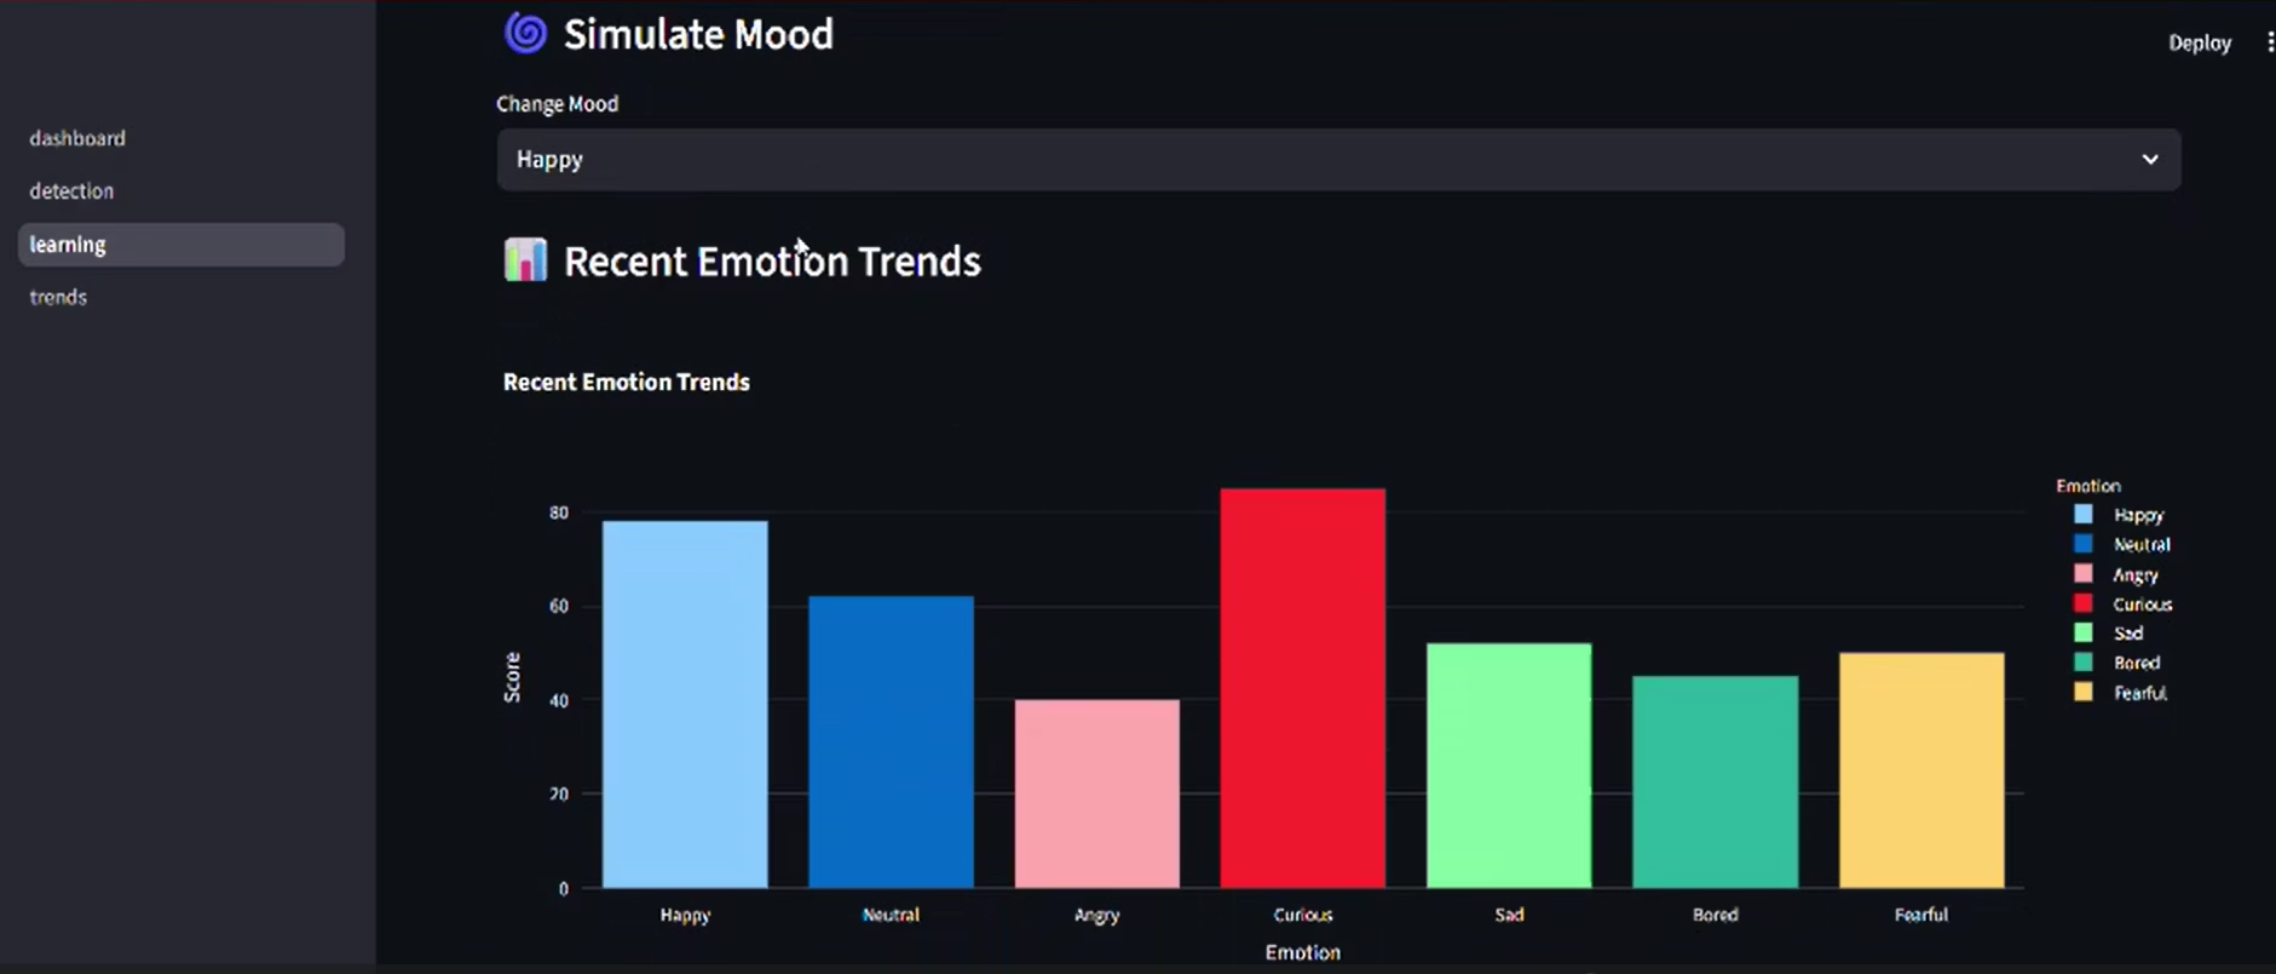 Simulate Mood
Deploy
Change Mood
Happy
dashboard
detection
learning
trends
Recent Emotion Trends
Recent Emotion Trends
Emotion
Happy
Neutral
Angry
Curious
Sad
Bored
Fearful
Score
80
60
40
20
0
Happy
Neutral
Angry
Curious
Sad
Bored
Fearful
Emotion